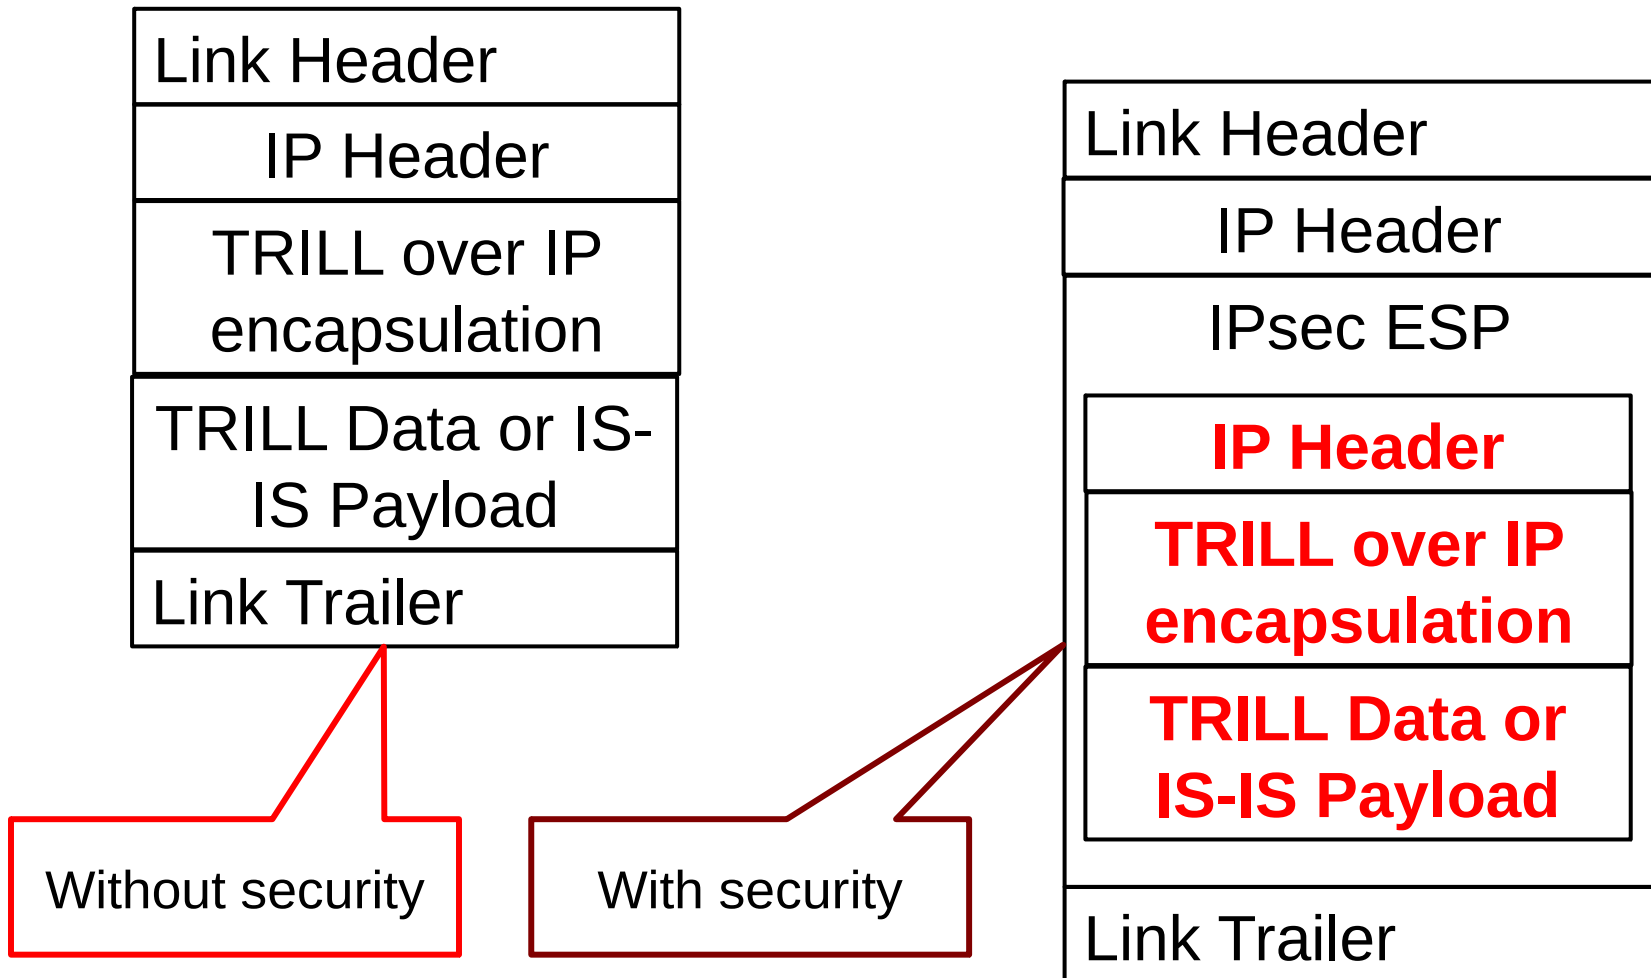 Link Header
IP Header
TRILL over IP
encapsulation
TRILL Data or IS-
IS Payload
Link Trailer
Without security
Link Header
IP Header
IPsec ESP
IP Header
TRILL over IP
encapsulation
TRILL Data or
IS-IS Payload
Link Trailer
With security